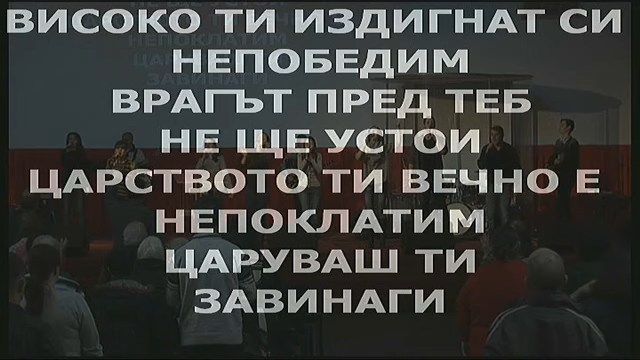 ВИСОКО ТИ ИЗДИГНАТ СИ
НЕПОБЕДИМ
ВРАГЪТ ПРЕД ТЕБ
НЕ ЩЕ УСТОИ
ЦАРСТВОТО ТИ ВЕЧНО Е
НЕПОКЛАТИМ
ЦАРУВАШ ТИ
ЗАВИНАГИ